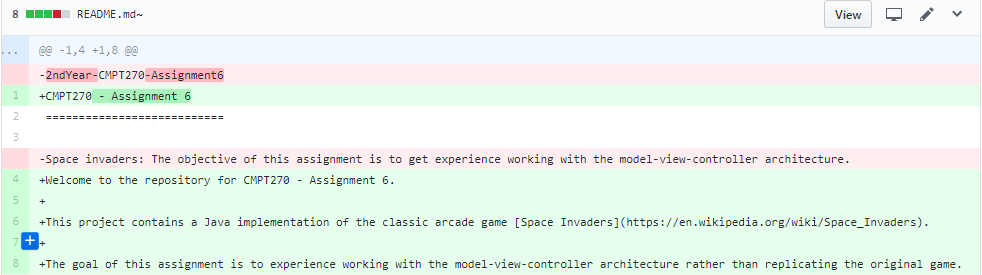 8 README.md~ View
... @@ -1,4 +1,8 @@
-2ndYear-CMPT270-Assignment6
1 +CMPT270 - Assignment 6
2 ===========================
3
-Space invaders: The objective of this assignment is to get experience working with the model-view-controller architecture.
4 +Welcome to the repository for CMPT270 - Assignment 6.
5 +
6 +This project contains a Java implementation of the classic arcade game [Space Invaders](https://en.wikipedia.org/wiki/Space_Invaders).
7 +
8 +The goal of this assignment is to experience working with the model-view-controller architecture rather than replicating the original game.